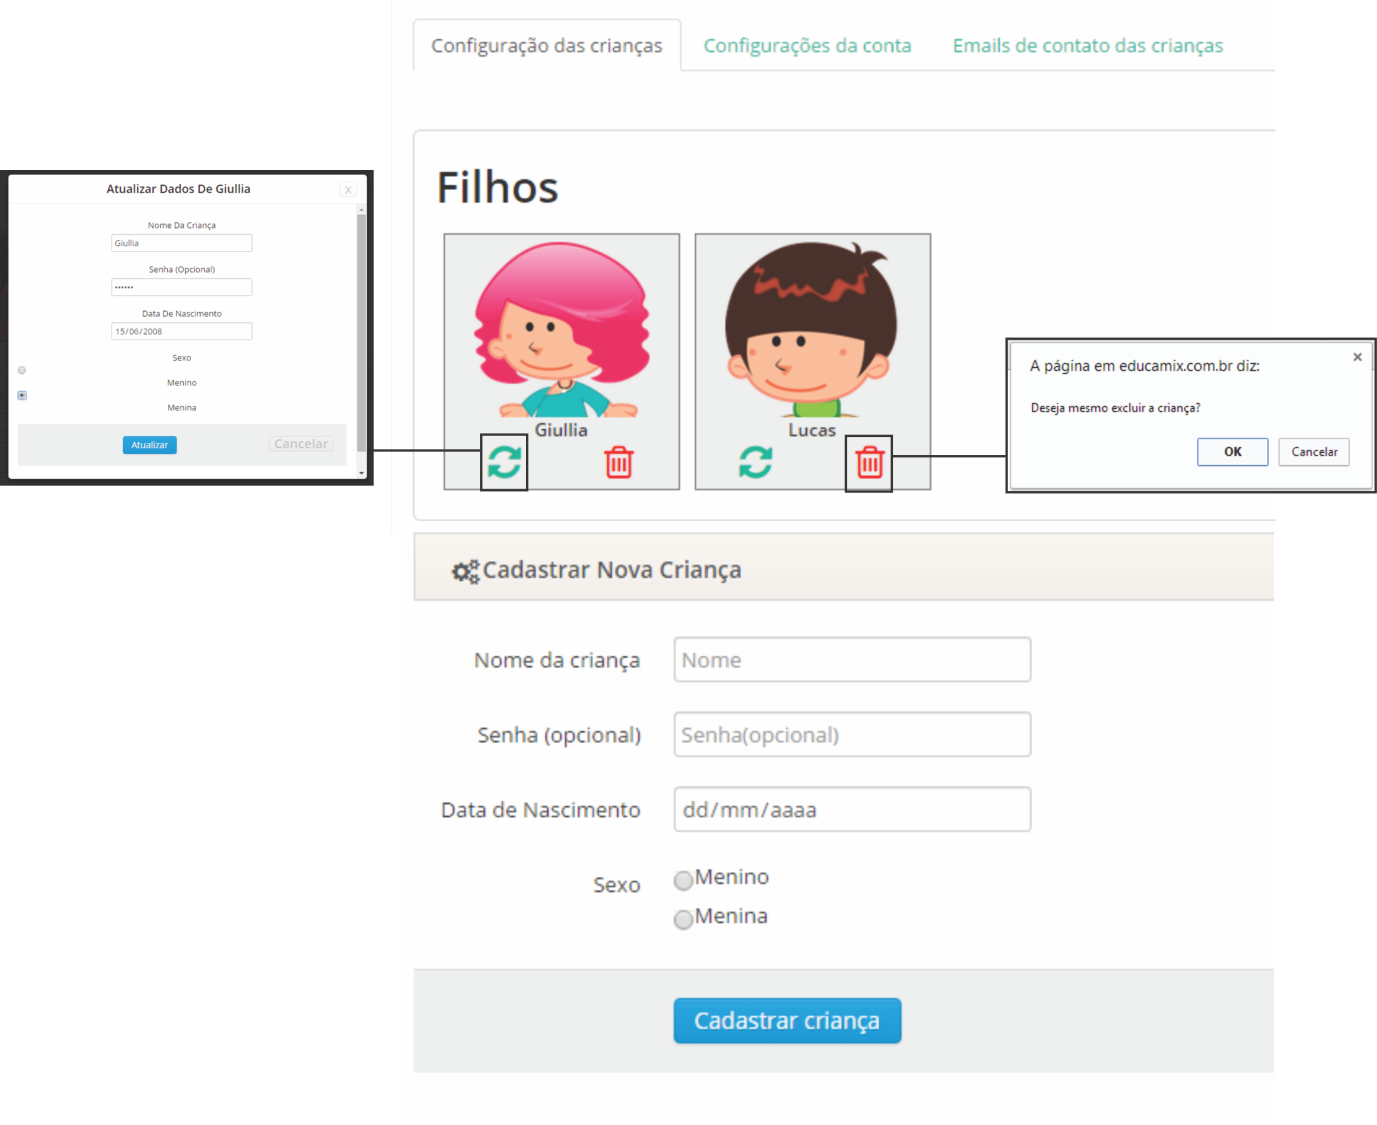 Configuração das crianças
Configurações da conta
Emails de contato das crianças
Filhos
Giullia
Lucas
Atualizar Dados De Giullia
x
Nome Da Criança
Giullia
Senha (Opcional)
••••••
Data De Nascimento
15/06/2008
Sexo
Menino
Menina
Atualizar
Cancelar
A página em educamix.com.br diz:
×
Deseja mesmo excluir a criança?
OK
Cancelar
Cadastrar Nova Criança
Nome da criança
Nome
Senha (opcional)
Senha(opcional)
Data de Nascimento
dd/mm/aaaa
Sexo
Menino
Menina
Cadastrar criança